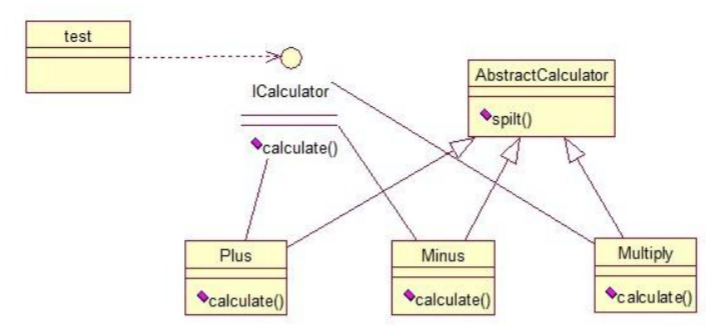 test
ICalculator
calculate()
AbstractCalculator
spilt()
Plus
calculate()
Minus
calculate()
Multiply
calculate()